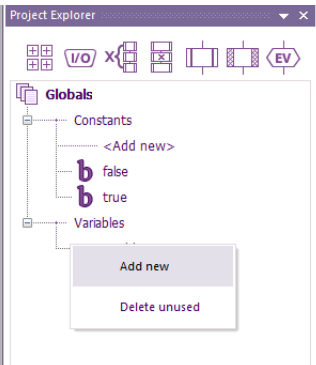 Project Explorer
I/O
X{
EV
Globals
Constants
<Add new>
b false
b true
Variables
Add new
Delete unused